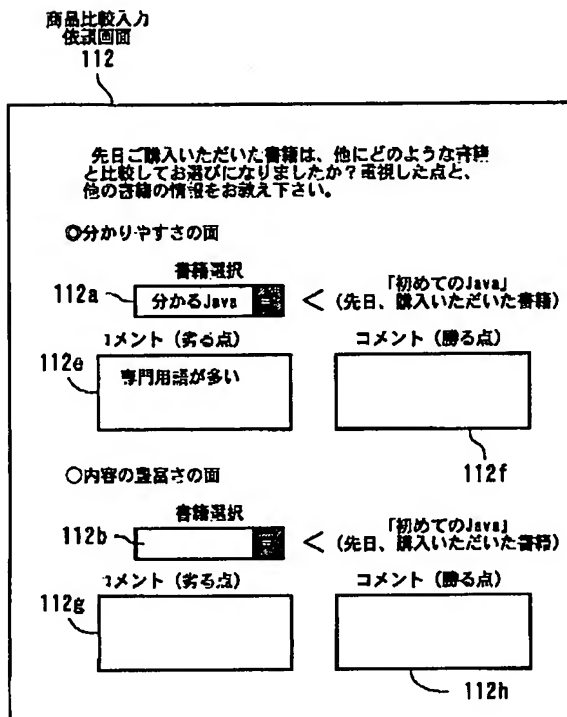 商品比較入力
依頼画面
112
先日ご購入いただいた書籍は、他にどのような書籍
と比較してお選びになりましたか？重視した点と、
他の書籍の情報をお教え下さい。
◎分かりやすさの面
書籍選択
112a 分かるJava < 「初めてのJava」
(先日、購入いただいた書籍)
コメント（劣る点） コメント（勝る点）
112e 専門用語が多い
112f
○内容の豊富さの面
書籍選択
112b < 「初めてのJava」
(先日、購入いただいた書籍)
コメント（劣る点） コメント（勝る点）
112g
112h